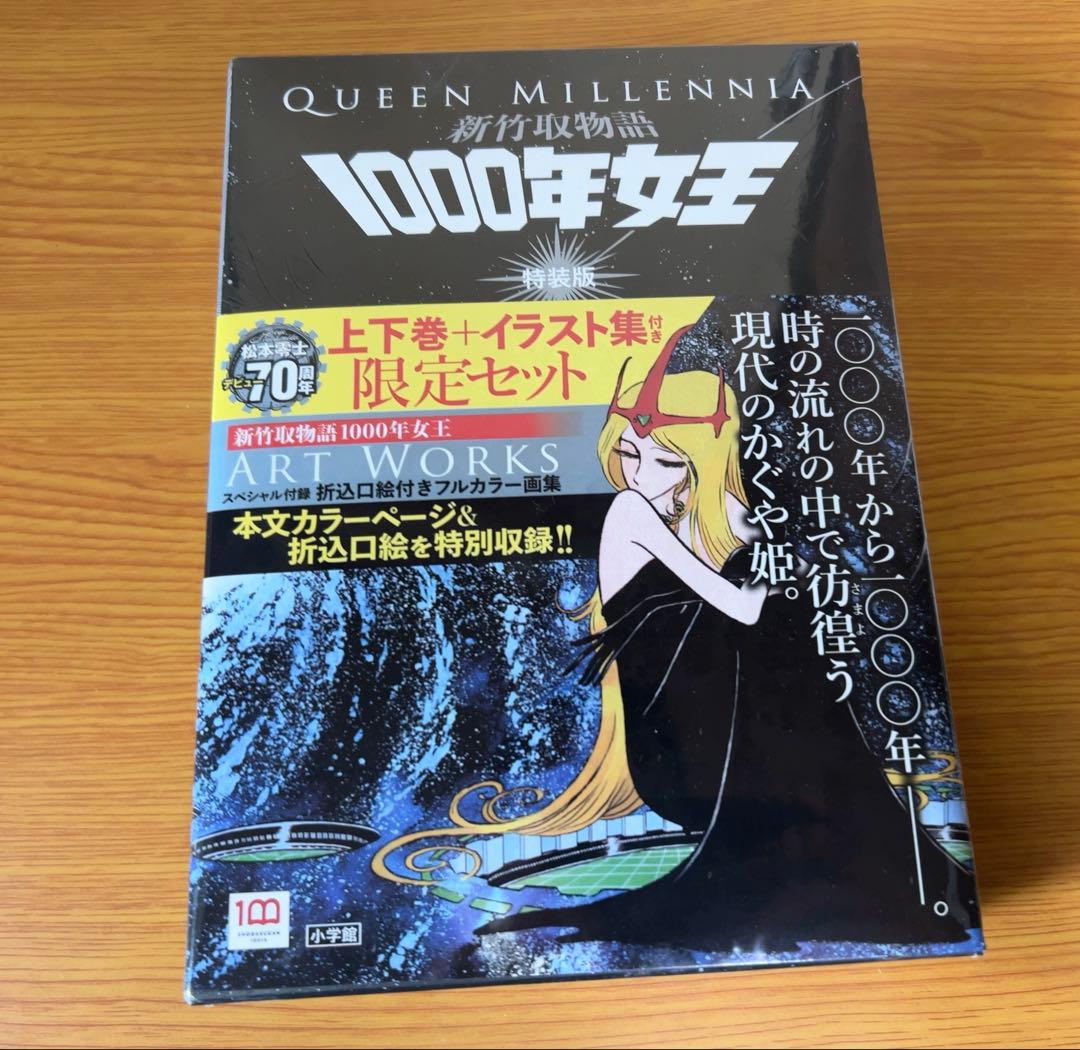 QUEEN MILLENNIA
新竹取物語
1000年女王
特装版
松本零士
デビュー70周年
上下巻+イラスト集付き
限定セット
新竹取物語1000年女王
ART WORKS
スペシャル付録 折込口絵付きフルカラー画集
本文カラーページ&
折込口絵を特別収録!!
一〇〇〇年から一〇〇〇年――。
時の流れの中で彷徨う
さまよ
現代のかぐや姫。
100
SHOGAKUKAN
小学館